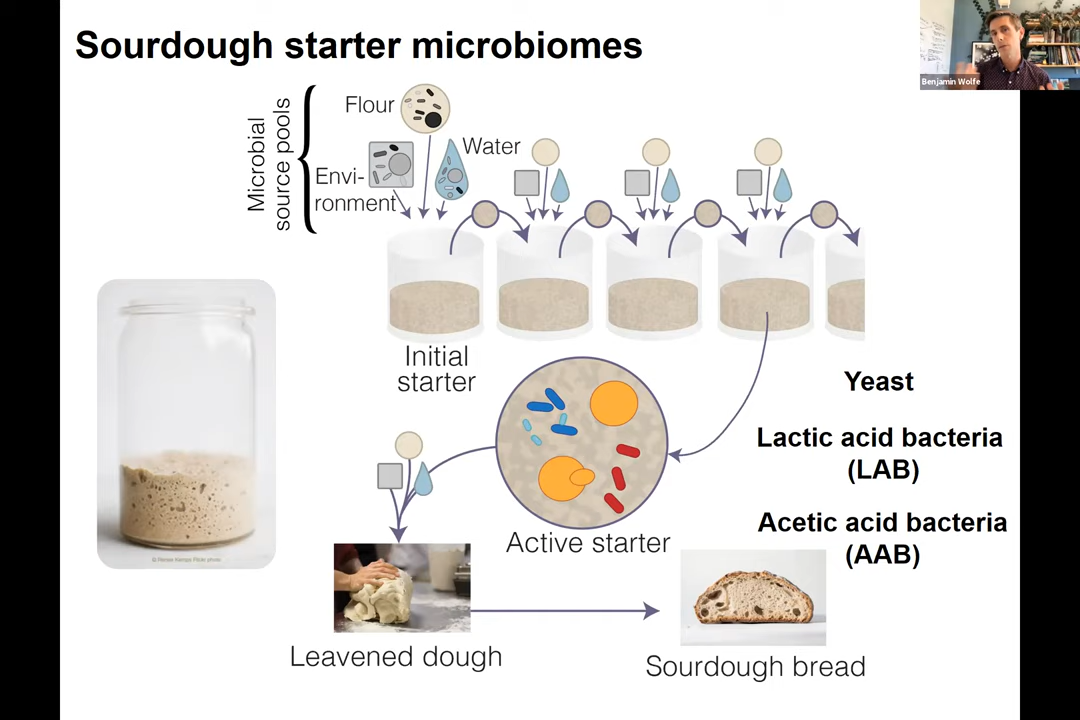 Sourdough starter microbiomes
Benjamin Wolfe
Microbial
source pools
Flour
Water
Envi-
ronment
Initial
starter
Yeast
Lactic acid bacteria
(LAB)
Acetic acid bacteria
(AAB)
Active starter
Leavened dough
Sourdough bread